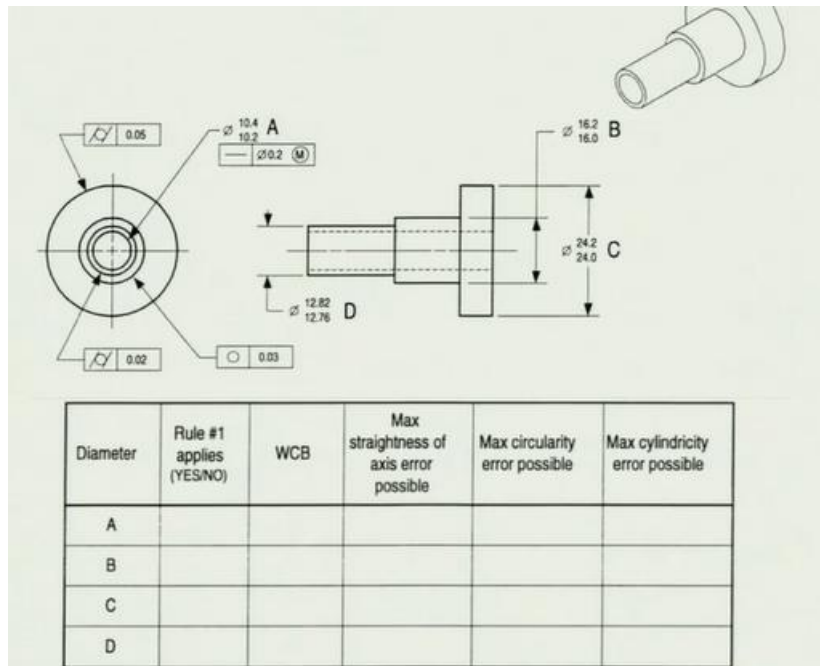 0.05
Ø 10.4 A
10.2
Ø0.2 Ⓜ
Ø 16.2 B
16.0
Ø 24.2 C
24.0
Ø 12.82 D
12.76
0.02
0.03
Diameter
Rule #1
applies
(YES/NO)
WCB
Max
straightness of
axis error
possible
Max circularity
error possible
Max cylindricity
error possible
A
B
C
D